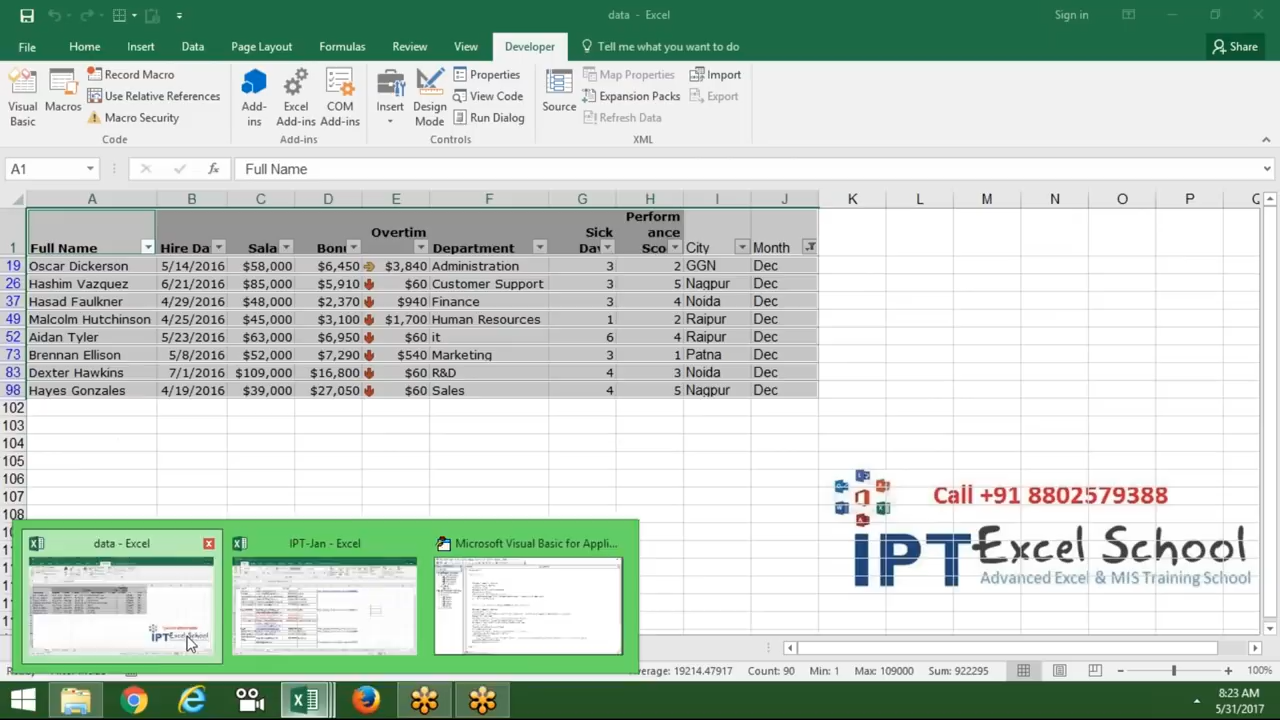 data - Excel
Sign in
File Home Insert Data Page Layout Formulas Review View Developer Tell me what you want to do Share
Visual Basic
Macros
Record Macro
Use Relative References
Macro Security
Code
Add-ins
Excel Add-ins
COM Add-ins
Add-ins
Insert
Design Mode
Properties
View Code
Run Dialog
Controls
Source
Map Properties
Expansion Packs
Refresh Data
Import
Export
XML
A1 fx Full Name
A B C D E F G H I J K L M N O P Q
1 Full Name Hire Da Sala Bonu Overtim Department Sick Day Perform ance Sco City Month
19 Oscar Dickerson 5/14/2016 $58,000 $6,450 $3,840 Administration 3 2 GGN Dec
26 Hashim Vazquez 6/21/2016 $85,000 $5,910 $60 Customer Support 3 5 Nagpur Dec
37 Hasad Faulkner 4/29/2016 $48,000 $2,370 $940 Finance 3 4 Noida Dec
49 Malcolm Hutchinson 4/25/2016 $45,000 $3,100 $1,700 Human Resources 1 2 Raipur Dec
52 Aidan Tyler 5/23/2016 $63,000 $6,950 $60 it 6 4 Raipur Dec
73 Brennan Ellison 5/8/2016 $52,000 $7,290 $540 Marketing 3 1 Patna Dec
83 Dexter Hawkins 7/1/2016 $109,000 $16,800 $60 R&D 4 3 Noida Dec
98 Hayes Gonzales 4/19/2016 $39,000 $27,050 $60 Sales 4 5 Nagpur Dec
102
103
104
105
106
107
108
Call +91 8802579388
IPT Excel School
Advanced Excel & MIS Training School
data - Excel
IPT-Jan - Excel
Microsoft Visual Basic for Appli...
Average: 19214.47917 Count: 90 Min: 1 Max: 109000 Sum: 922295 100%
8:23 AM
5/31/2017